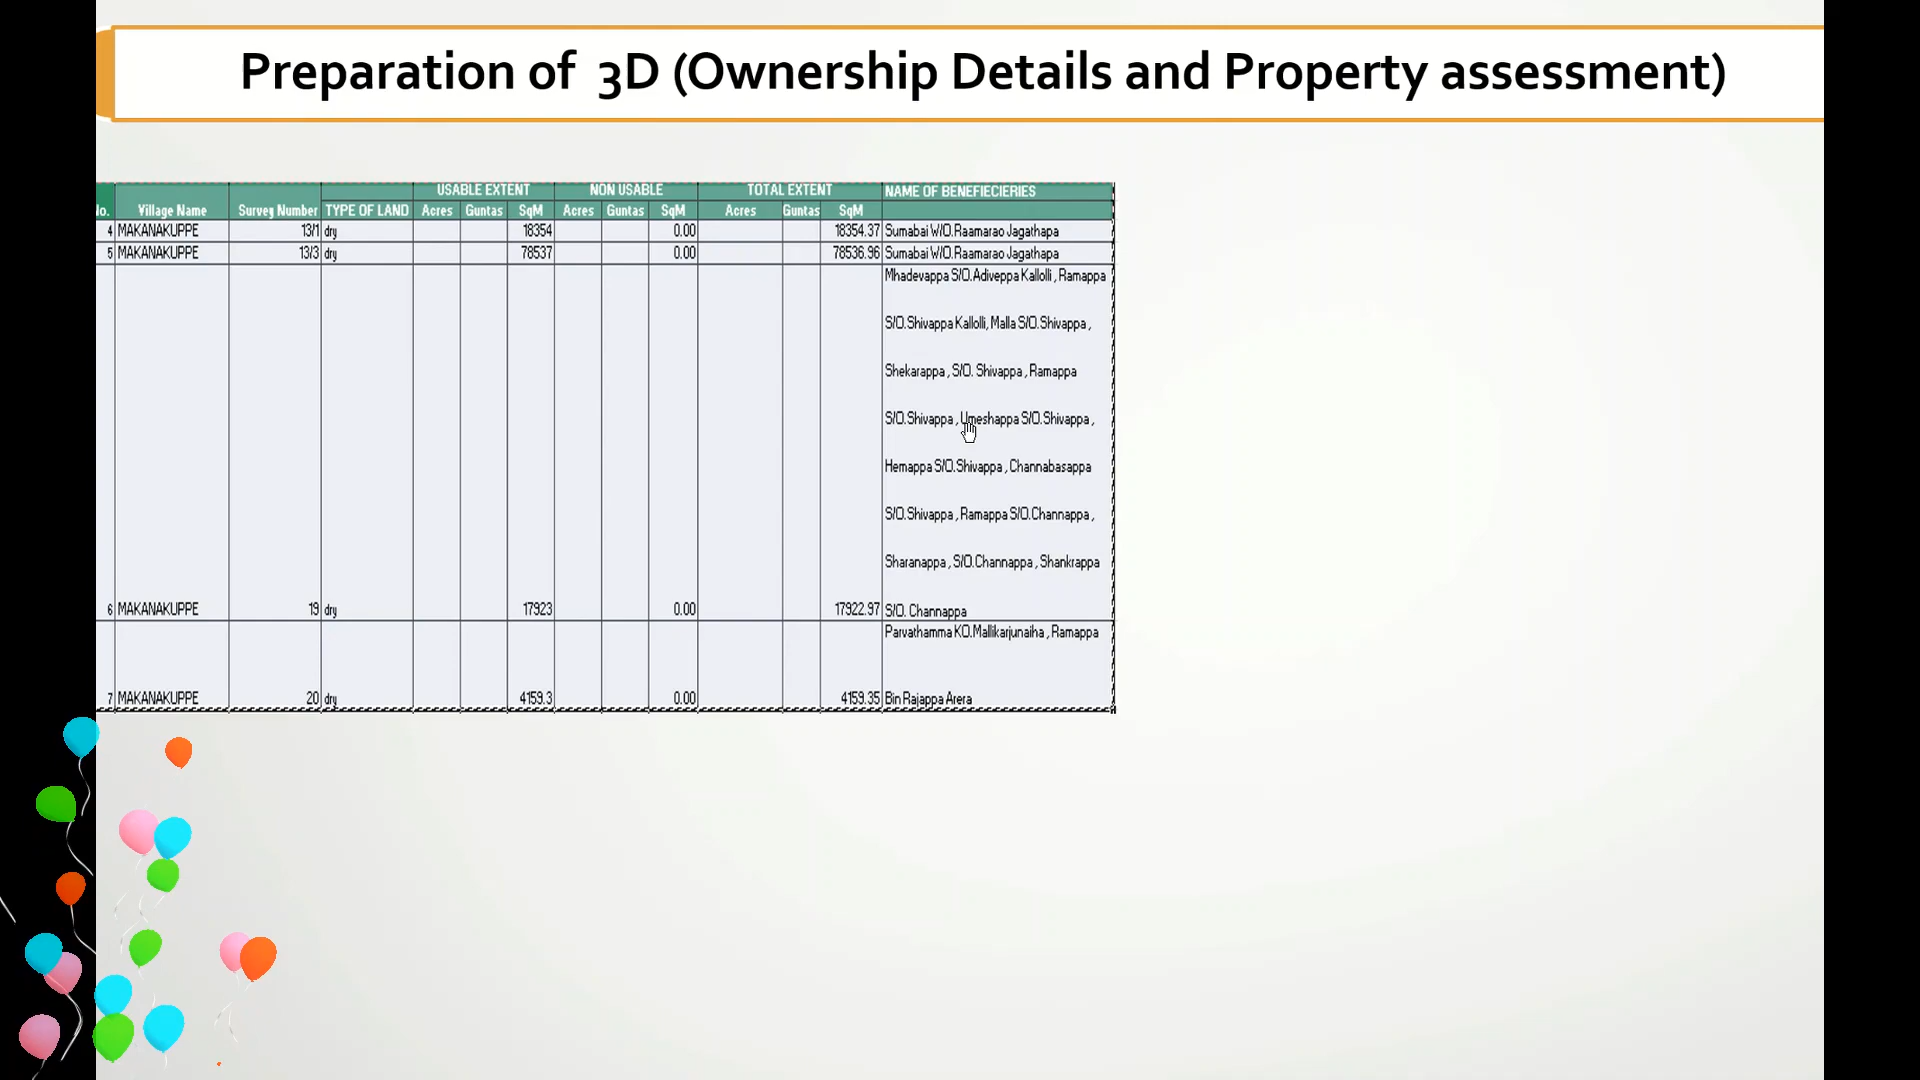 Preparation of 3D (Ownership Details and Property assessment)
USABLE EXTENT NON USABLE TOTAL EXTENT NAME OF BENEFIECIERIES
No. Village Name Survey Number TYPE OF LAND Acres Guntas SqM Acres Guntas SqM Acres Guntas SqM
4 MAKANAKUPPE 13/1 dry 18354 0.00 18354.37 Sumabai W/O.Raamarao Jagathapa
5 MAKANAKUPPE 13/3 dry 78537 0.00 78536.96 Sumabai W/O.Raamarao Jagathapa
Mhadevappa S/O.Adiveppa Kallolli , Ramappa
S/O.Shivappa Kallolli, Malla S/O.Shivappa ,
Shekarappa , S/O. Shivappa , Ramappa
S/O.Shivappa , Umeshappa S/O.Shivappa ,
Hemappa S/O.Shivappa , Channabasappa
S/O.Shivappa , Ramappa S/O.Channappa ,
Sharanappa , S/O.Channappa , Shankrappa
6 MAKANAKUPPE 19 dry 17923 0.00 17922.97 S/O. Channappa
Parvathamma KO.Mallikarjunaiha , Ramappa
7 MAKANAKUPPE 20 dry 4159.3 0.00 4159.35 Bin Rajappa Arera